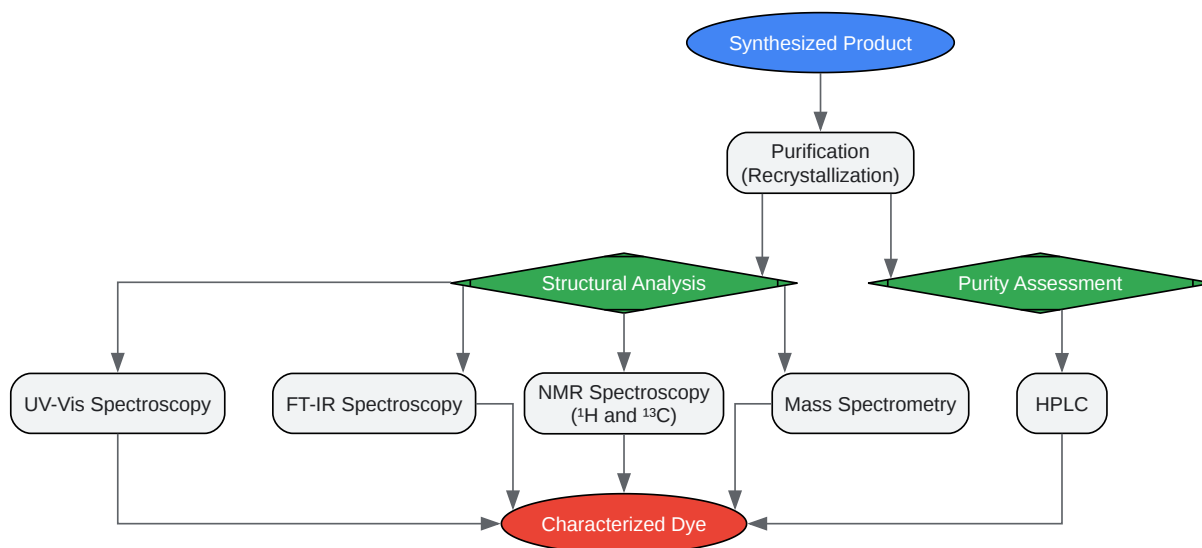 Synthesized Product
Purification
(Recrystallization)
Structural Analysis
Purity Assessment
UV-Vis Spectroscopy
FT-IR Spectroscopy
NMR Spectroscopy
(¹H and ¹³C)
Mass Spectrometry
HPLC
Characterized Dye